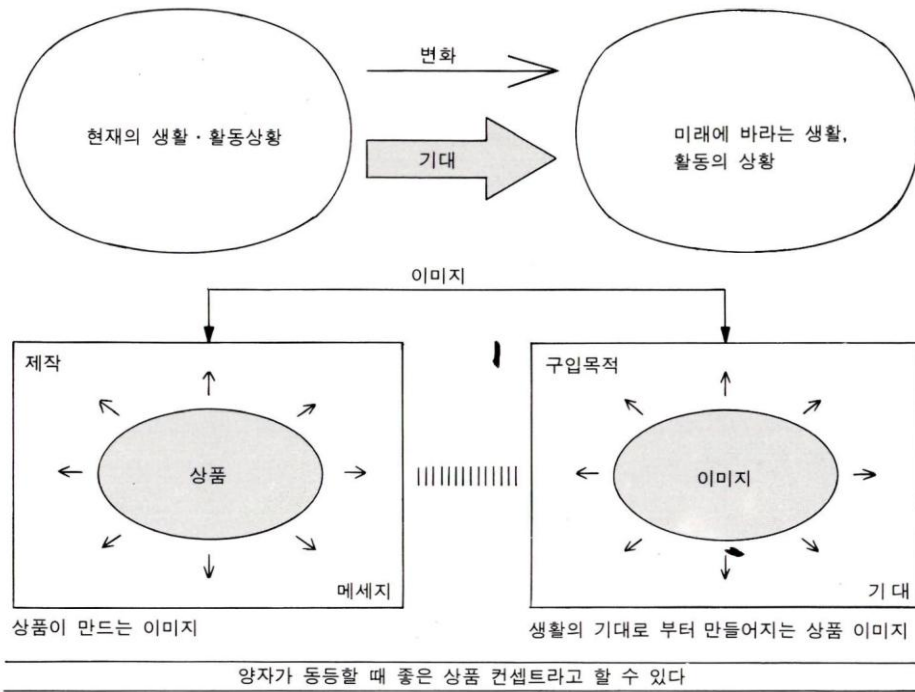 변화
현재의 생활·활동상황
기대
미래에 바라는 생활,
활동의 상황
이미지
제작
상품
메세지
구입목적
이미지
기대
상품이 만드는 이미지
생활의 기대로 부터 만들어지는 상품 이미지
양자가 동등할 때 좋은 상품 컨셉트라고 할 수 있다